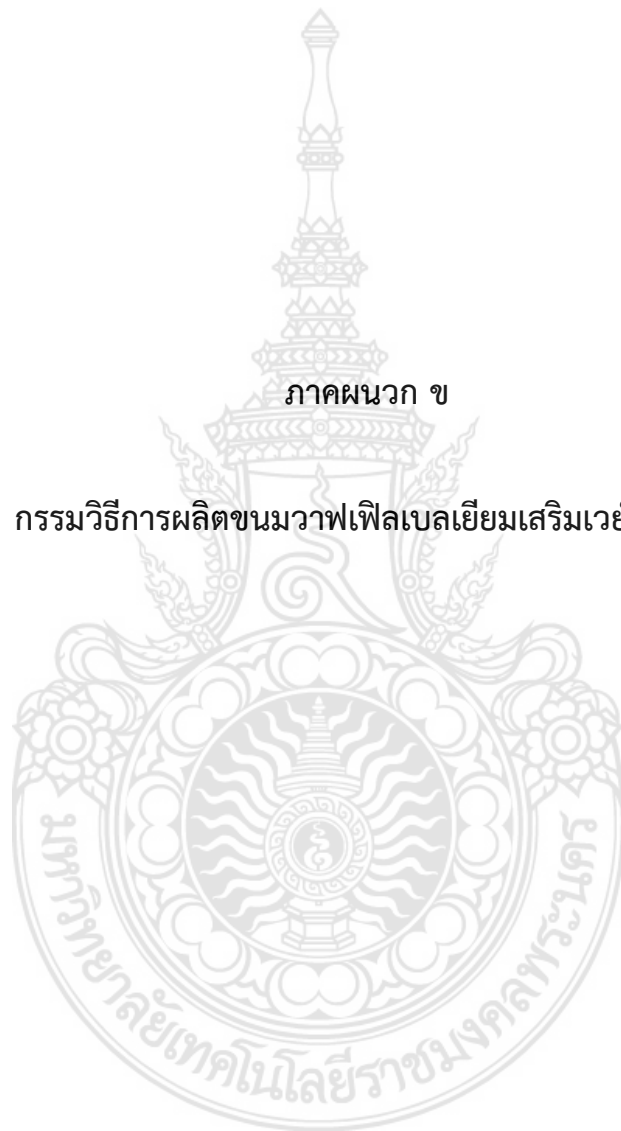 ภาคผนวก ข
กรรมวิธีการผลิตขนมวาฟเฟิลเบลเยียมเสริมเวย์
มหาวิทยาลัยเทคโนโลยีราชมงคลพระนคร